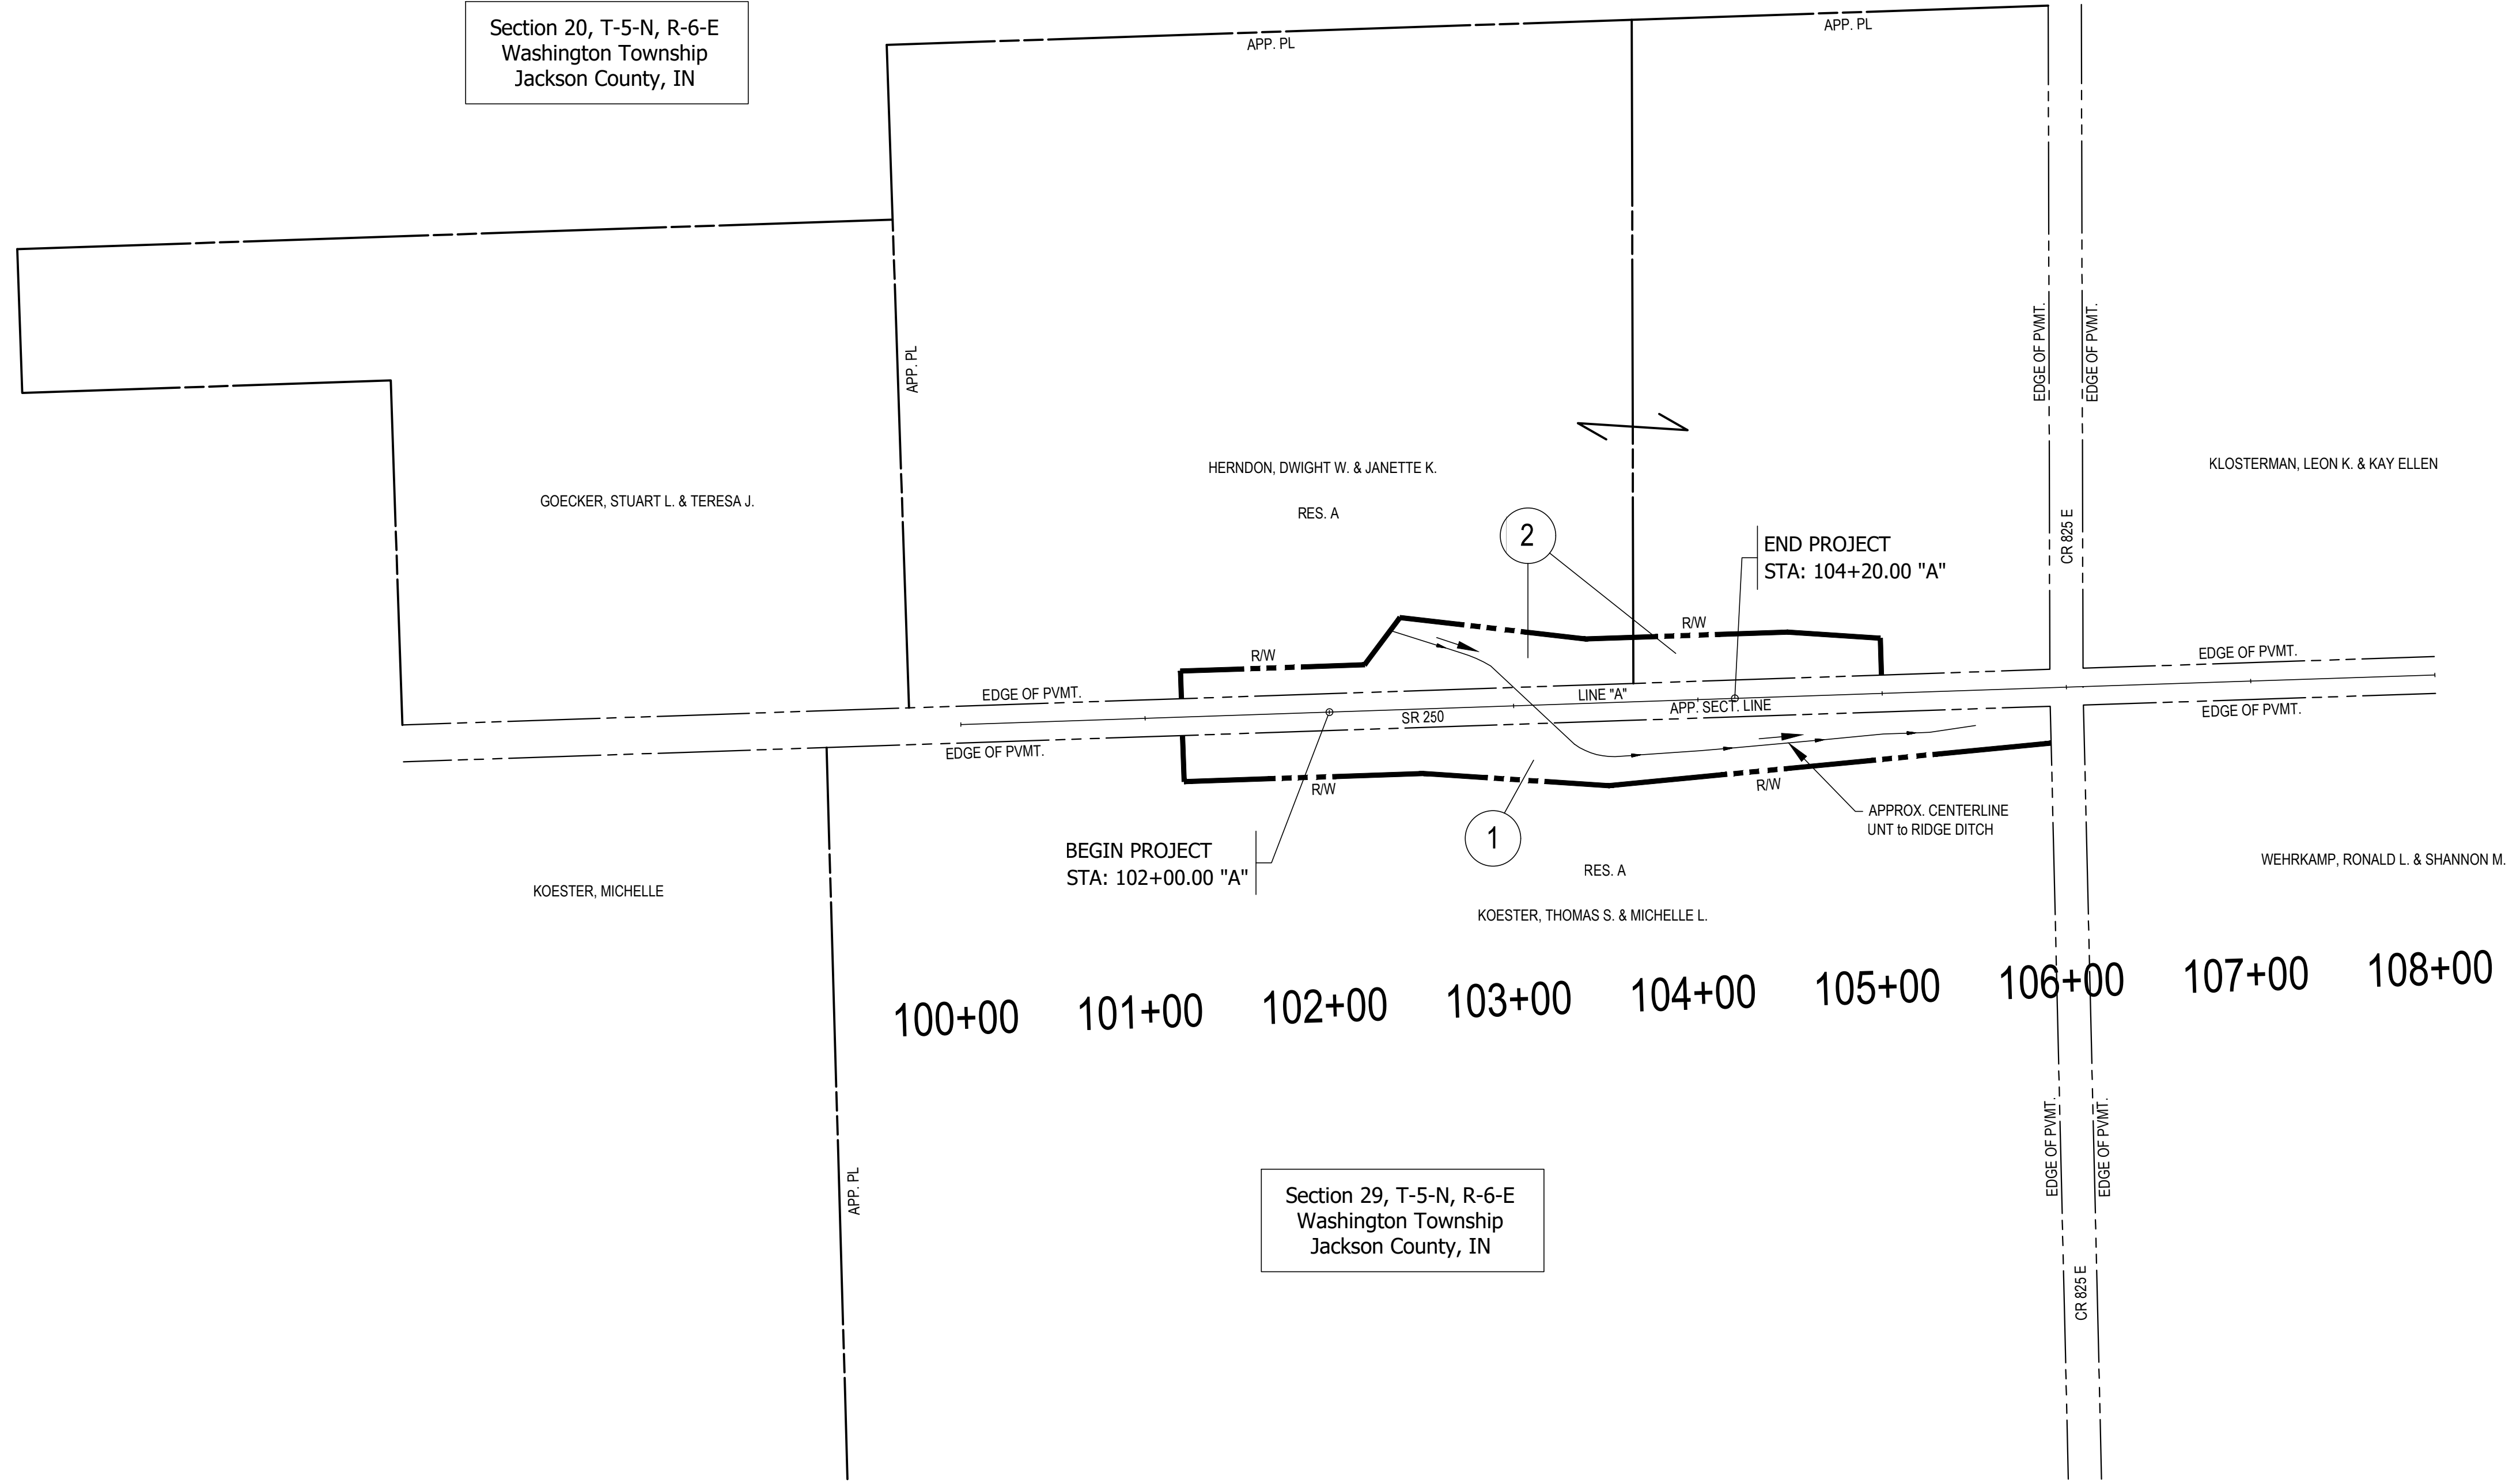 Section 20, T-5-N, R-6-E
Washington Township
Jackson County, IN
APP. PL
APP. PL
APP. PL
EDGE OF PVMT.
EDGE OF PVMT.
HERNDON, DWIGHT W. & JANETTE K.
RES. A
KLOSTERMAN, LEON K. & KAY ELLEN
GOECKER, STUART L. & TERESA J.
2
CR 825 E
END PROJECT
STA: 104+20.00 "A"
R/W
R/W
EDGE OF PVMT.
EDGE OF PVMT.
LINE "A"
APP. SECT. LINE
SR 250
EDGE OF PVMT.
EDGE OF PVMT.
R/W
R/W
APPROX. CENTERLINE
UNT to RIDGE DITCH
1
BEGIN PROJECT
STA: 102+00.00 "A"
WEHRKAMP, RONALD L. & SHANNON M.
RES. A
KOESTER, MICHELLE
KOESTER, THOMAS S. & MICHELLE L.
100+00 101+00 102+00 103+00 104+00 105+00 106+00 107+00 108+00
EDGE OF PVMT.
EDGE OF PVMT.
APP. PL
Section 29, T-5-N, R-6-E
Washington Township
Jackson County, IN
CR 825 E